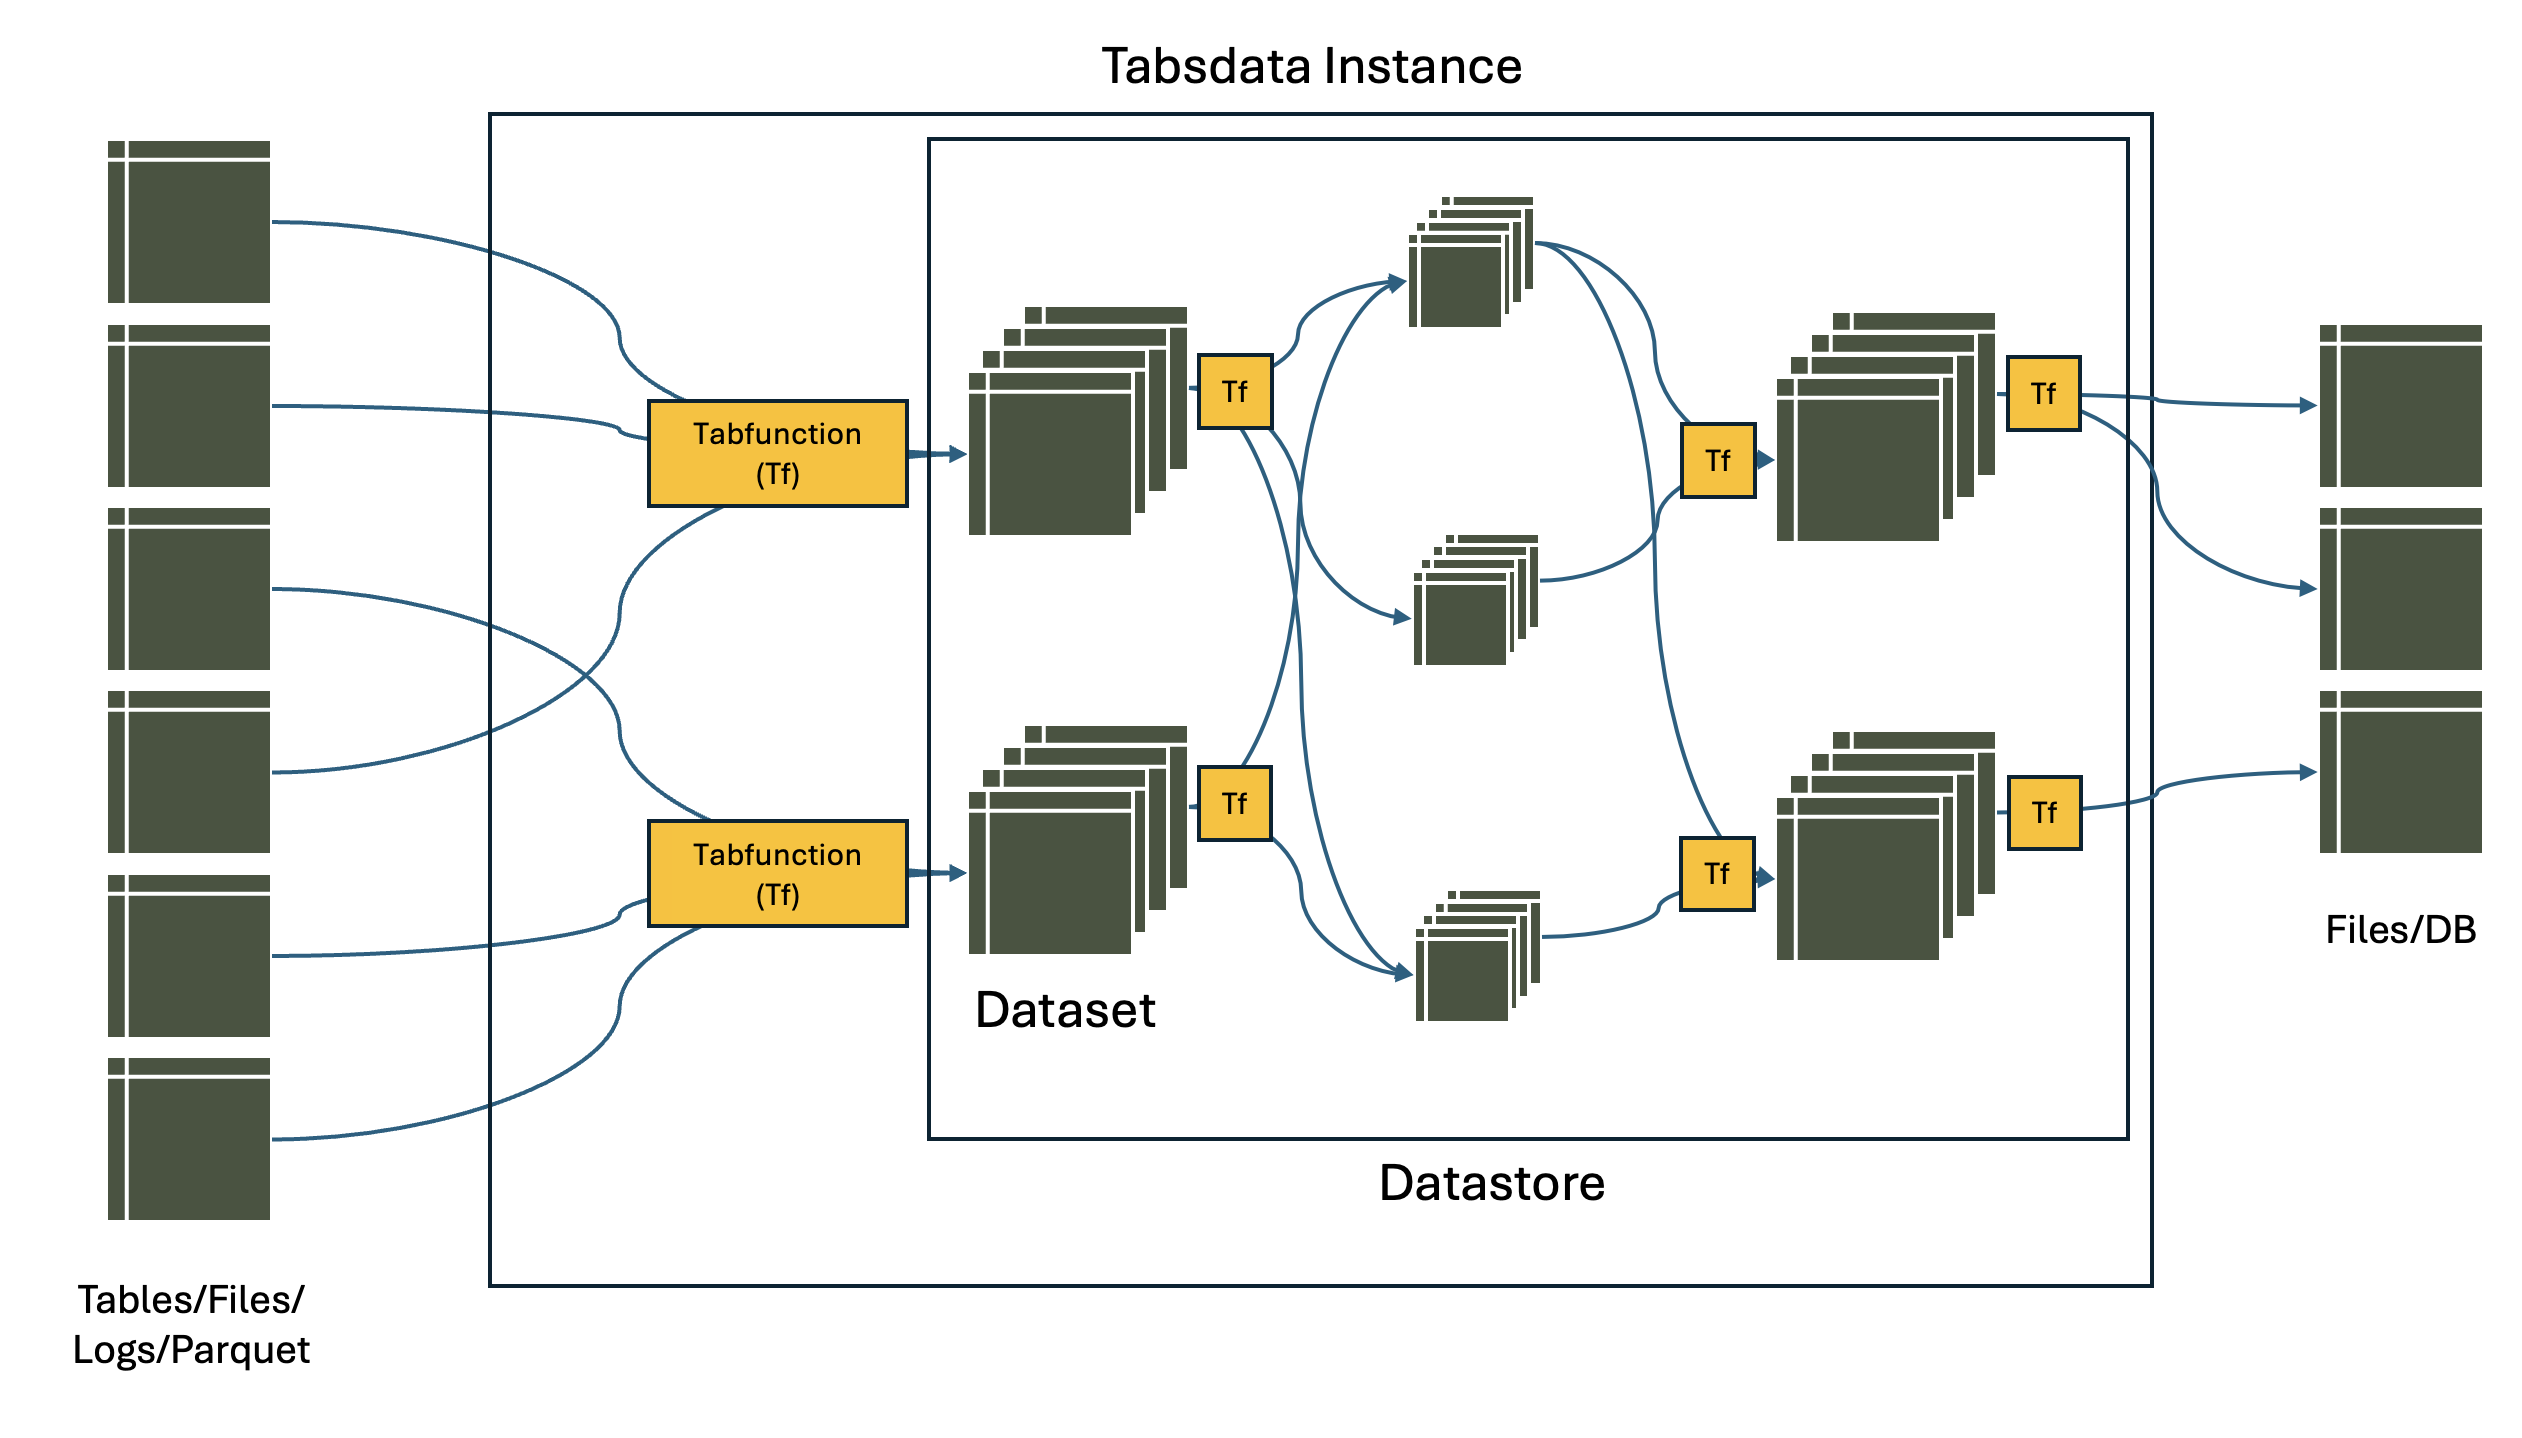 Tabsdata Instance
Tabfunction
(Tf)
Tf
Tf
Tf
Tf
Tabfunction
(Tf)
Tf
Tf
Files/DB
Dataset
Datastore
Tables/Files/
Logs/Parquet